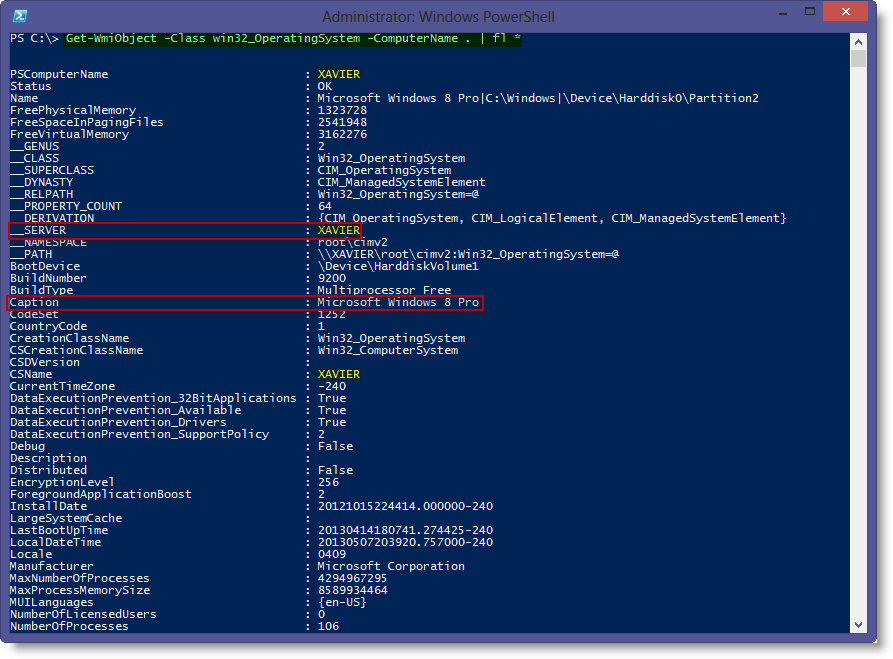 Administrator: Windows PowerShell
PS C:\> Get-WmiObject -Class win32_OperatingSystem -ComputerName . | fl *
PSComputerName : XAVIER
Status : OK
Name : Microsoft Windows 8 Pro|C:\Windows|\Device\Harddisk0\Partition2
FreePhysicalMemory : 1323728
FreeSpaceInPagingFiles : 2541948
FreeVirtualMemory : 3162276
__GENUS : 2
__CLASS : Win32_OperatingSystem
__SUPERCLASS : CIM_OperatingSystem
__DYNASTY : CIM_ManagedSystemElement
__RELPATH : Win32_OperatingSystem=@
__PROPERTY_COUNT : 64
__DERIVATION : {CIM_OperatingSystem, CIM_LogicalElement, CIM_ManagedSystemElement}
__SERVER : XAVIER
__NAMESPACE : root\cimv2
__PATH : \\XAVIER\root\cimv2:Win32_OperatingSystem=@
BootDevice : \Device\HarddiskVolume1
BuildNumber : 9200
BuildType : Multiprocessor Free
Caption : Microsoft Windows 8 Pro
CodeSet : 1252
CountryCode : 1
CreationClassName : Win32_OperatingSystem
CSCreationClassName : Win32_ComputerSystem
CSDVersion :
CSName : XAVIER
CurrentTimeZone : -240
DataExecutionPrevention_32BitApplications : True
DataExecutionPrevention_Available : True
DataExecutionPrevention_Drivers : True
DataExecutionPrevention_SupportPolicy : 2
Debug : False
Description :
Distributed : False
EncryptionLevel : 256
ForegroundApplicationBoost : 2
InstallDate : 20121015224414.000000-240
LargeSystemCache :
LastBootUpTime : 20130414180741.274425-240
LocalDateTime : 20130507203920.757000-240
Locale : 0409
Manufacturer : Microsoft Corporation
MaxNumberOfProcesses : 4294967295
MaxProcessMemorySize : 8589934464
MUILanguages : {en-US}
NumberOfLicensedUsers : 0
NumberOfProcesses : 106